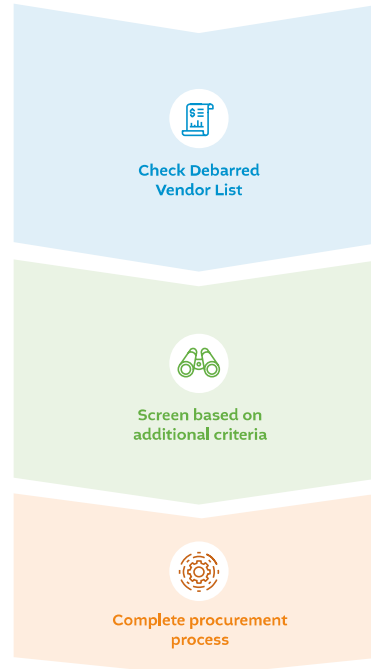 Check Debarred
Vendor List
Screen based on
additional criteria
Complete procurement
process